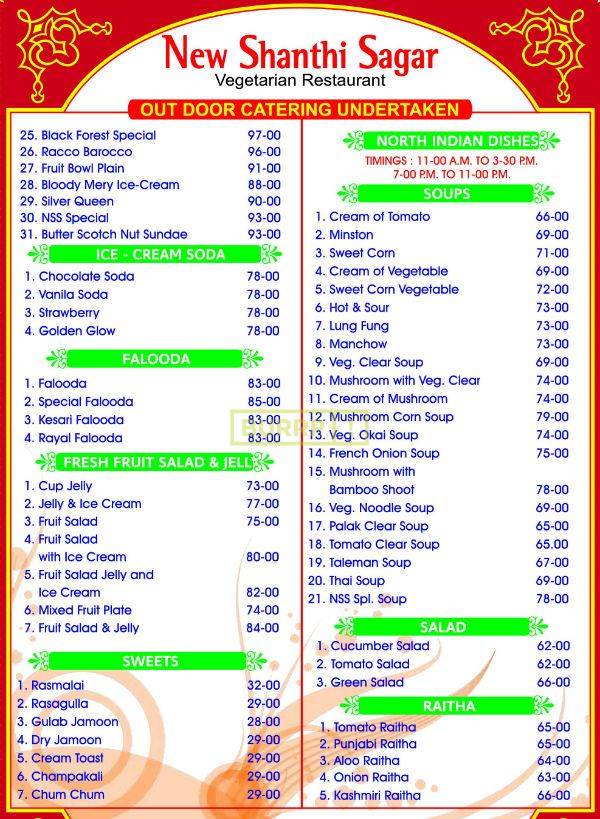 New Shanthi Sagar
Vegetarian Restaurant
OUT DOOR CATERING UNDERTAKEN
25. Black Forest Special 97-00
26. Racco Barocco 96-00
27. Fruit Bowl Plain 91-00
28. Bloody Mery Ice-Cream 88-00
29. Silver Queen 90-00
30. NSS Special 93-00
31. Butter Scotch Nut Sundae 93-00
ICE - CREAM SODA
1. Chocolate Soda 78-00
2. Vanila Soda 78-00
3. Strawberry 78-00
4. Golden Glow 78-00
FALOODA
1. Falooda 83-00
2. Special Falooda 85-00
3. Kesari Falooda 83-00
4. Rayal Falooda 83-00
FRESH FRUIT SALAD & JELLY
1. Cup Jelly 73-00
2. Jelly & Ice Cream 77-00
3. Fruit Salad 75-00
4. Fruit Salad
with Ice Cream 80-00
5. Fruit Salad Jelly and
Ice Cream 82-00
6. Mixed Fruit Plate 74-00
7. Fruit Salad & Jelly 84-00
SWEETS
1. Rasmalai 32-00
2. Rasagulla 29-00
3. Gulab Jamoon 28-00
4. Dry Jamoon 29-00
5. Cream Toast 29-00
6. Champakali 29-00
7. Chum Chum 29-00
NORTH INDIAN DISHES
TIMINGS : 11-00 A.M. TO 3-30 P.M.
7-00 P.M. TO 11-00 P.M.
SOUPS
1. Cream of Tomato 66-00
2. Minston 69-00
3. Sweet Corn 71-00
4. Cream of Vegetable 69-00
5. Sweet Corn Vegetable 72-00
6. Hot & Sour 73-00
7. Lung Fung 73-00
8. Manchow 73-00
9. Veg. Clear Soup 69-00
10. Mushroom with Veg. Clear 74-00
11. Cream of Mushroom 74-00
12. Mushroom Corn Soup 79-00
13. Veg. Okai Soup 74-00
14. French Onion Soup 75-00
15. Mushroom with
Bamboo Shoot 78-00
16. Veg. Noodle Soup 69-00
17. Palak Clear Soup 65-00
18. Tomato Clear Soup 65.00
19. Taleman Soup 67-00
20. Thai Soup 69-00
21. NSS Spl. Soup 78-00
SALAD
1. Cucumber Salad 62-00
2. Tomato Salad 62-00
3. Green Salad 66-00
RAITHA
1. Tomato Raitha 65-00
2. Punjabi Raitha 65-00
3. Aloo Raitha 64-00
4. Onion Raitha 63-00
5. Kashmiri Raitha 65-00